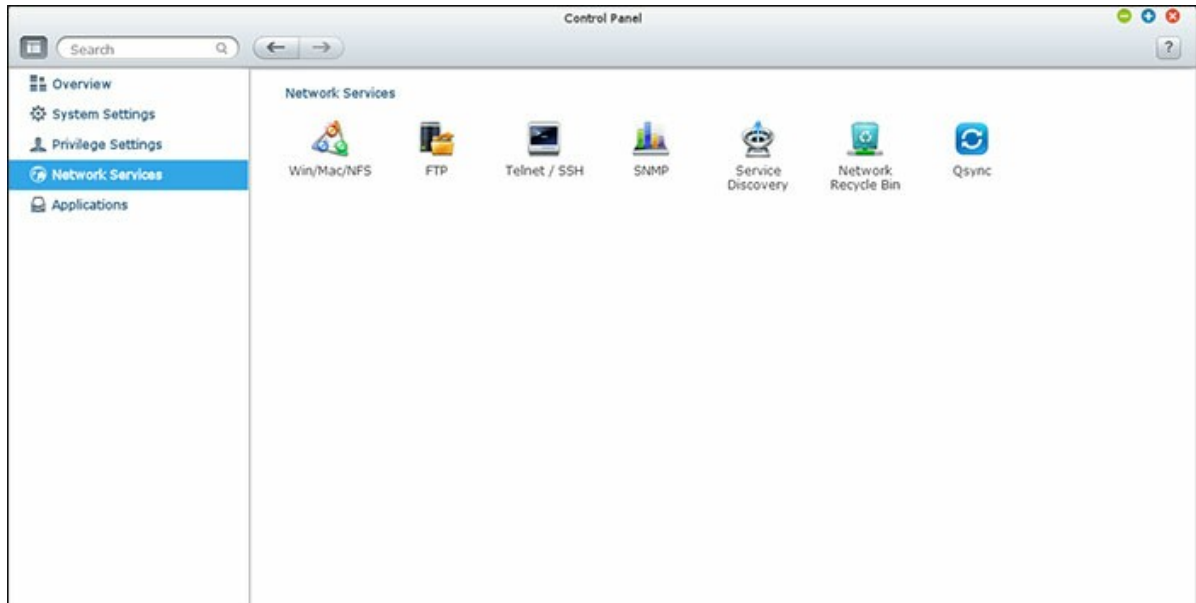 Control Panel
Search
?
Overview
System Settings
Privilege Settings
Network Services
Applications
Network Services
Win/Mac/NFS
FTP
Telnet / SSH
SNMP
Service
Discovery
Network
Recycle Bin
Qsync